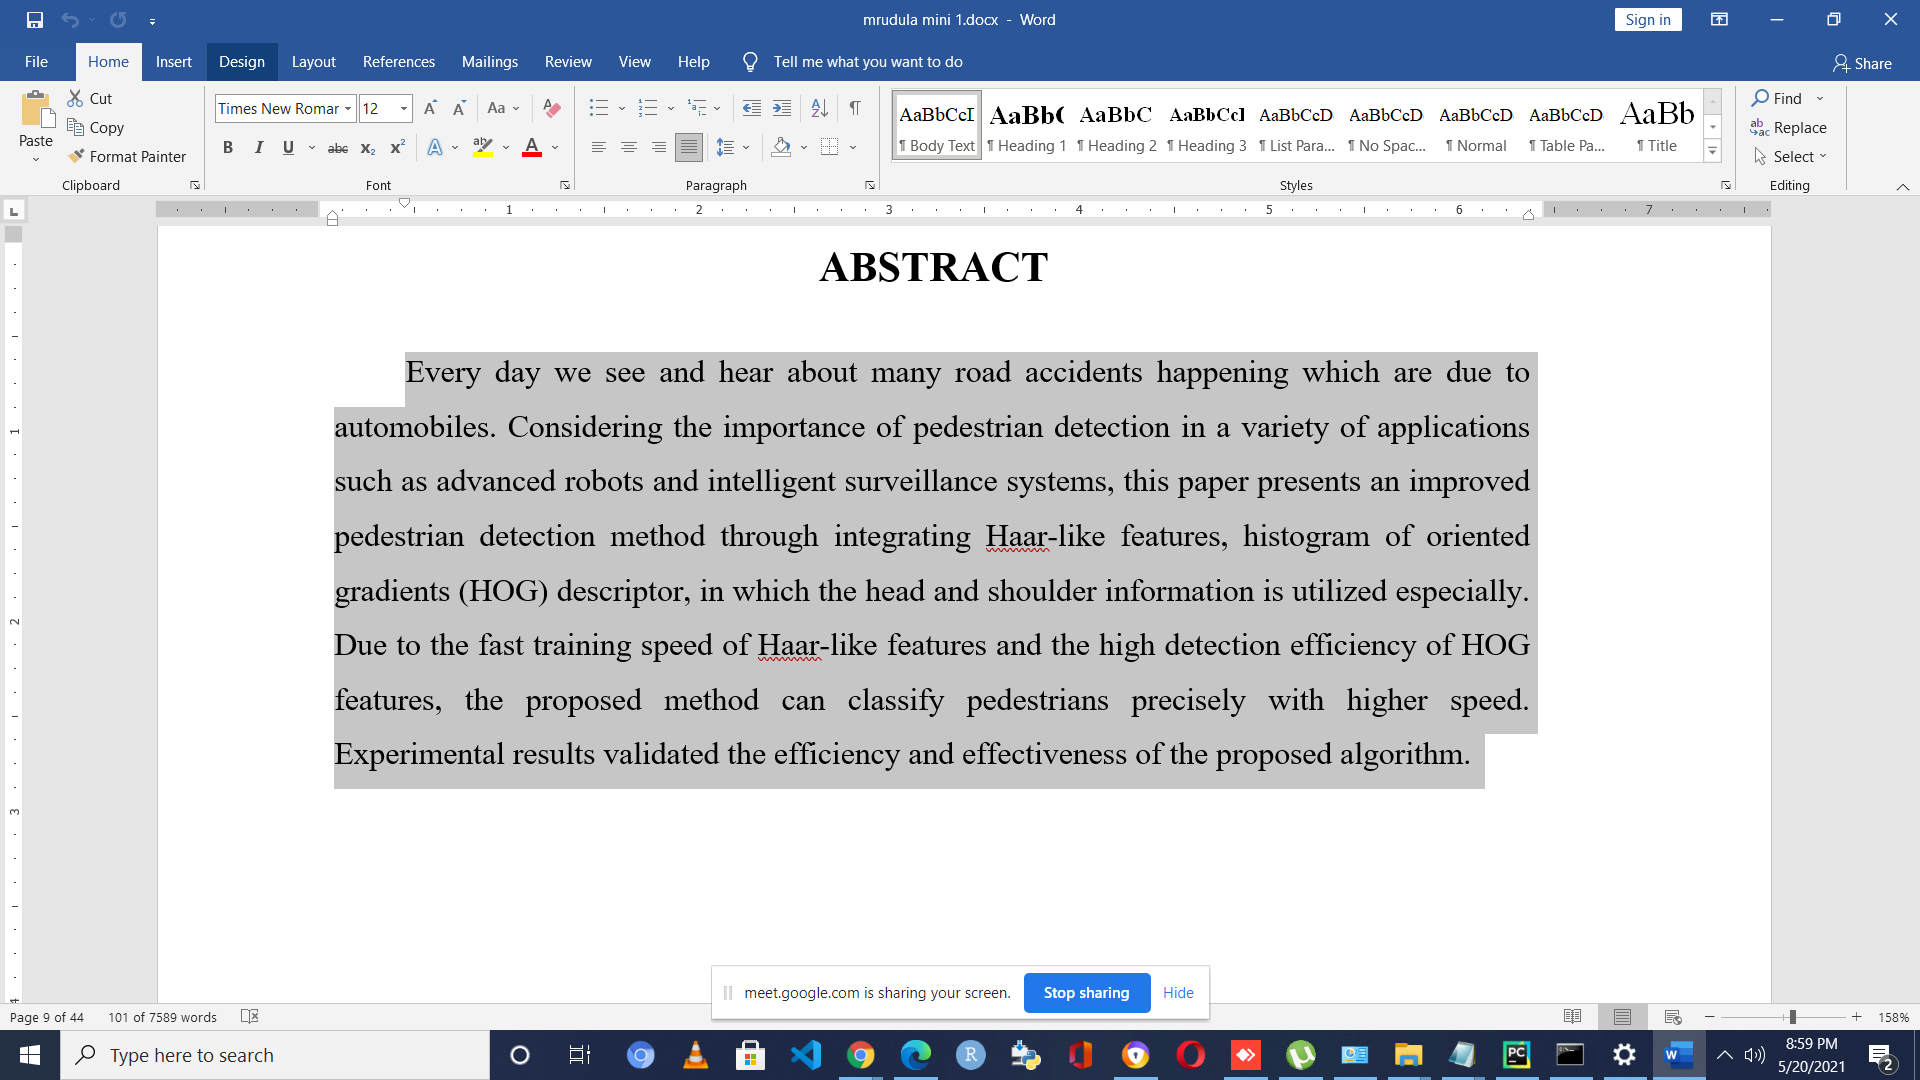 mrudula mini 1.docx - Word
Sign in
File Home Insert Design Layout References Mailings Review View Help Tell me what you want to do Share
Paste Cut Copy Format Painter
Clipboard
Times New Roman 12
Font
Paragraph
AaBbCcI AaBb( AaBbC AaBbCcI AaBbCcD AaBbCcD AaBbCcD AaBbCcD AaBb
¶ Body Text ¶ Heading 1 ¶ Heading 2 ¶ Heading 3 ¶ List Para... ¶ No Spac... ¶ Normal ¶ Table Pa... ¶ Title
Styles
Find
Replace
Select
Editing
1 2 3 4 5 6 7
ABSTRACT
Every day we see and hear about many road accidents happening which are due to
automobiles. Considering the importance of pedestrian detection in a variety of applications
such as advanced robots and intelligent surveillance systems, this paper presents an improved
pedestrian detection method through integrating Haar-like features, histogram of oriented
gradients (HOG) descriptor, in which the head and shoulder information is utilized especially.
Due to the fast training speed of Haar-like features and the high detection efficiency of HOG
features, the proposed method can classify pedestrians precisely with higher speed.
Experimental results validated the efficiency and effectiveness of the proposed algorithm.
meet.google.com is sharing your screen. Stop sharing Hide
Page 9 of 44 101 of 7589 words 158%
Type here to search
8:59 PM
5/20/2021
2